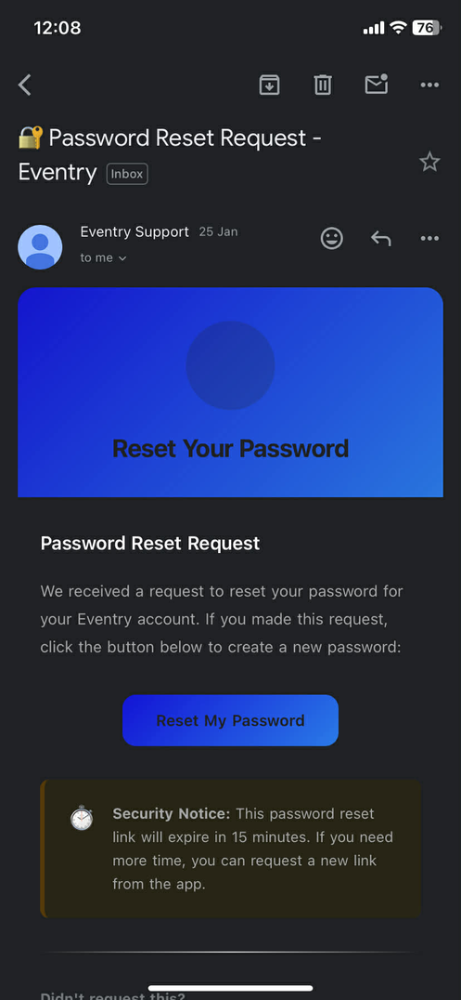 12:08
76
Password Reset Request -
Eventry Inbox
Eventry Support 25 Jan
to me
Reset Your Password
Password Reset Request
We received a request to reset your password for
your Eventry account. If you made this request,
click the button below to create a new password:
Reset My Password
Security Notice: This password reset
link will expire in 15 minutes. If you need
more time, you can request a new link
from the app.
Didn't request this?